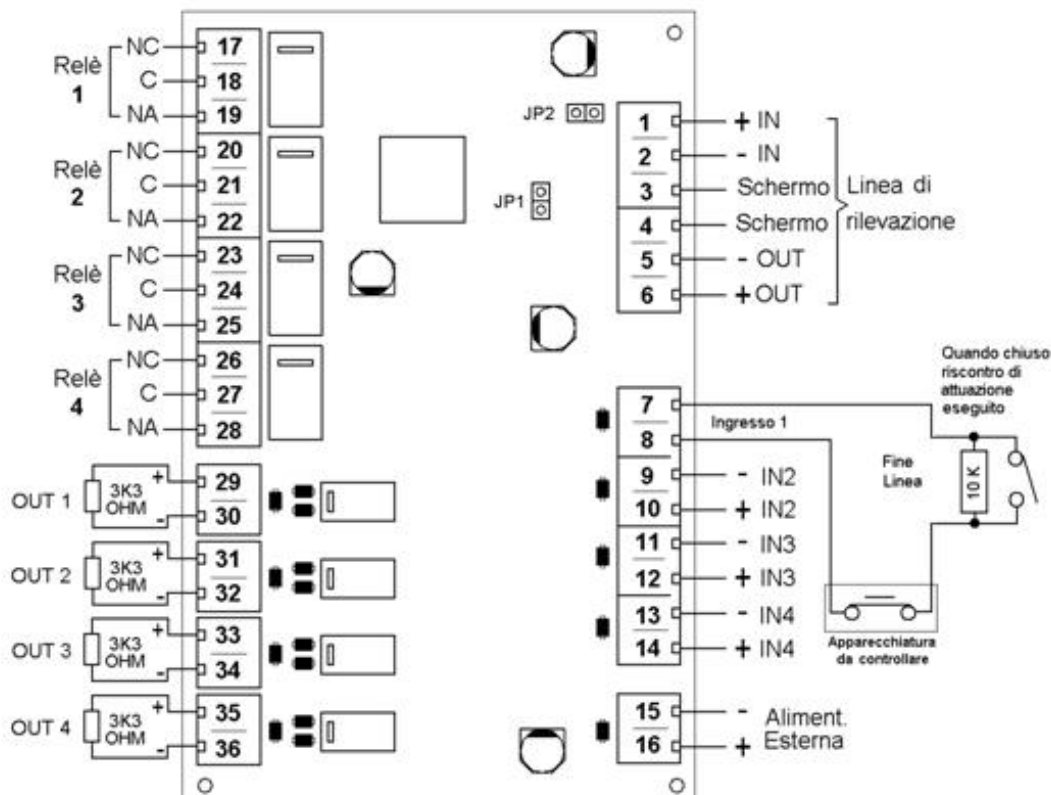 Relè
1
NC
C
NA
17
18
19
Relè
2
NC
C
NA
20
21
22
Relè
3
NC
C
NA
23
24
25
Relè
4
NC
C
NA
26
27
28
OUT 1
3K3
OHM
+
-
29
30
OUT 2
3K3
OHM
+
-
31
32
OUT 3
3K3
OHM
+
-
33
34
OUT 4
3K3
OHM
+
-
35
36
JP2
JP1
1 + IN
2 - IN
3 Schermo
4 Schermo
5 - OUT
6 + OUT
Linea di
rilevazione
7
8
Ingresso 1
Quando chiuso
riscontro di
attuazione
eseguito
Fine
Linea
10 K
9 - IN2
10 + IN2
11 - IN3
12 + IN3
13 - IN4
14 + IN4
Apparecchiatura
da controllare
15 -
16 +
Aliment.
Esterna